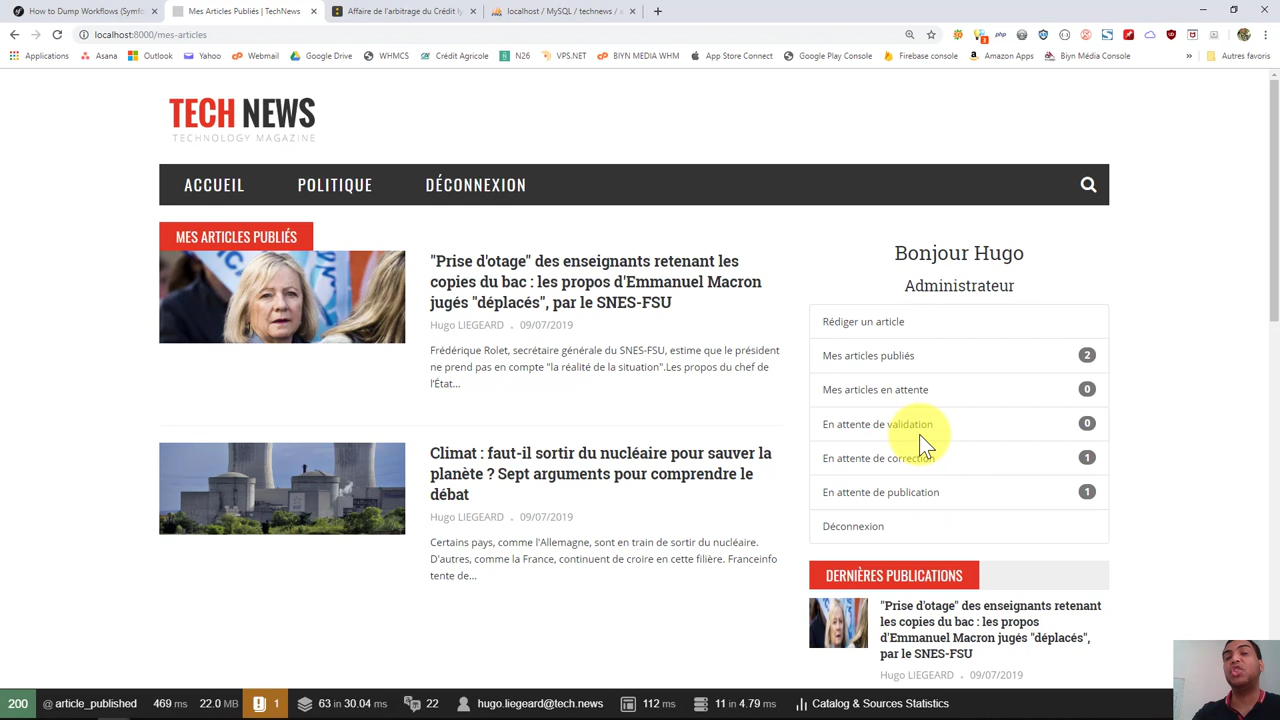 How to Dump Workflows (Symfo
Mes Articles Publiés | TechNews
Affaire de l'arbitrage du Crédit ly
localhost / MySQL / technews / a
localhost:8000/mes-articles
Applications
Asana
Outlook
Yahoo
Webmail
Google Drive
WHMCS
Crédit Agricole
N26
VPS.NET
BIYN MEDIA WHM
App Store Connect
Google Play Console
Firebase console
Amazon Apps
Biyn Média Console
»
Autres favoris
TECH NEWS
TECHNOLOGY MAGAZINE
ACCUEIL
POLITIQUE
DÉCONNEXION
MES ARTICLES PUBLIÉS
"Prise d'otage" des enseignants retenant les
copies du bac : les propos d'Emmanuel Macron
jugés "déplacés", par le SNES-FSU
Hugo LIEGEARD . 09/07/2019
Frédérique Rolet, secrétaire générale du SNES-FSU, estime que le président
ne prend pas en compte "la réalité de la situation".Les propos du chef de
l'État...
Climat : faut-il sortir du nucléaire pour sauver la
planète ? Sept arguments pour comprendre le
débat
Hugo LIEGEARD . 09/07/2019
Certains pays, comme l'Allemagne, sont en train de sortir du nucléaire.
D'autres, comme la France, continuent de croire en cette filière. Franceinfo
tente de...
Bonjour Hugo
Administrateur
Rédiger un article
Mes articles publiés 2
Mes articles en attente 0
En attente de validation 0
En attente de correction 1
En attente de publication 1
Déconnexion
DERNIÈRES PUBLICATIONS
"Prise d'otage" des enseignants retenant
les copies du bac : les propos
d'Emmanuel Macron jugés "déplacés",
par le SNES-FSU
Hugo LIEGEARD . 09/07/2019
200 @ article_published 469 ms 22.0 MB 1 63 in 30.04 ms 22 hugo.liegeard@tech.news 112 ms 11 in 4.79 ms Catalog & Sources Statistics